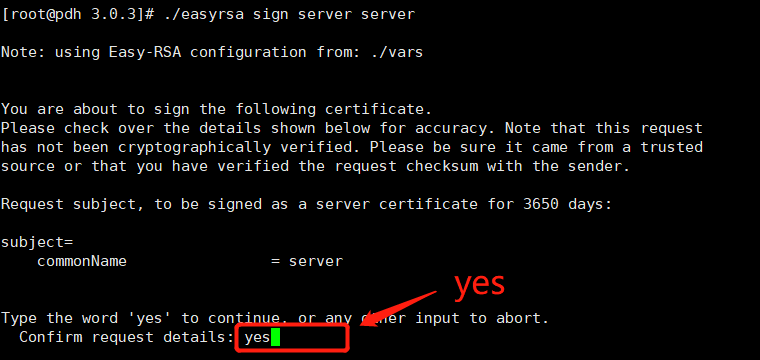 [root@pdh 3.0.3]# ./easyrsa sign server server
Note: using Easy-RSA configuration from: ./vars
You are about to sign the following certificate.
Please check over the details shown below for accuracy. Note that this request
has not been cryptographically verified. Please be sure it came from a trusted
source or that you have verified the request checksum with the sender.
Request subject, to be signed as a server certificate for 3650 days:
subject=
    commonName                = server
yes
Type the word 'yes' to continue, or any other input to abort.
  Confirm request details: yes